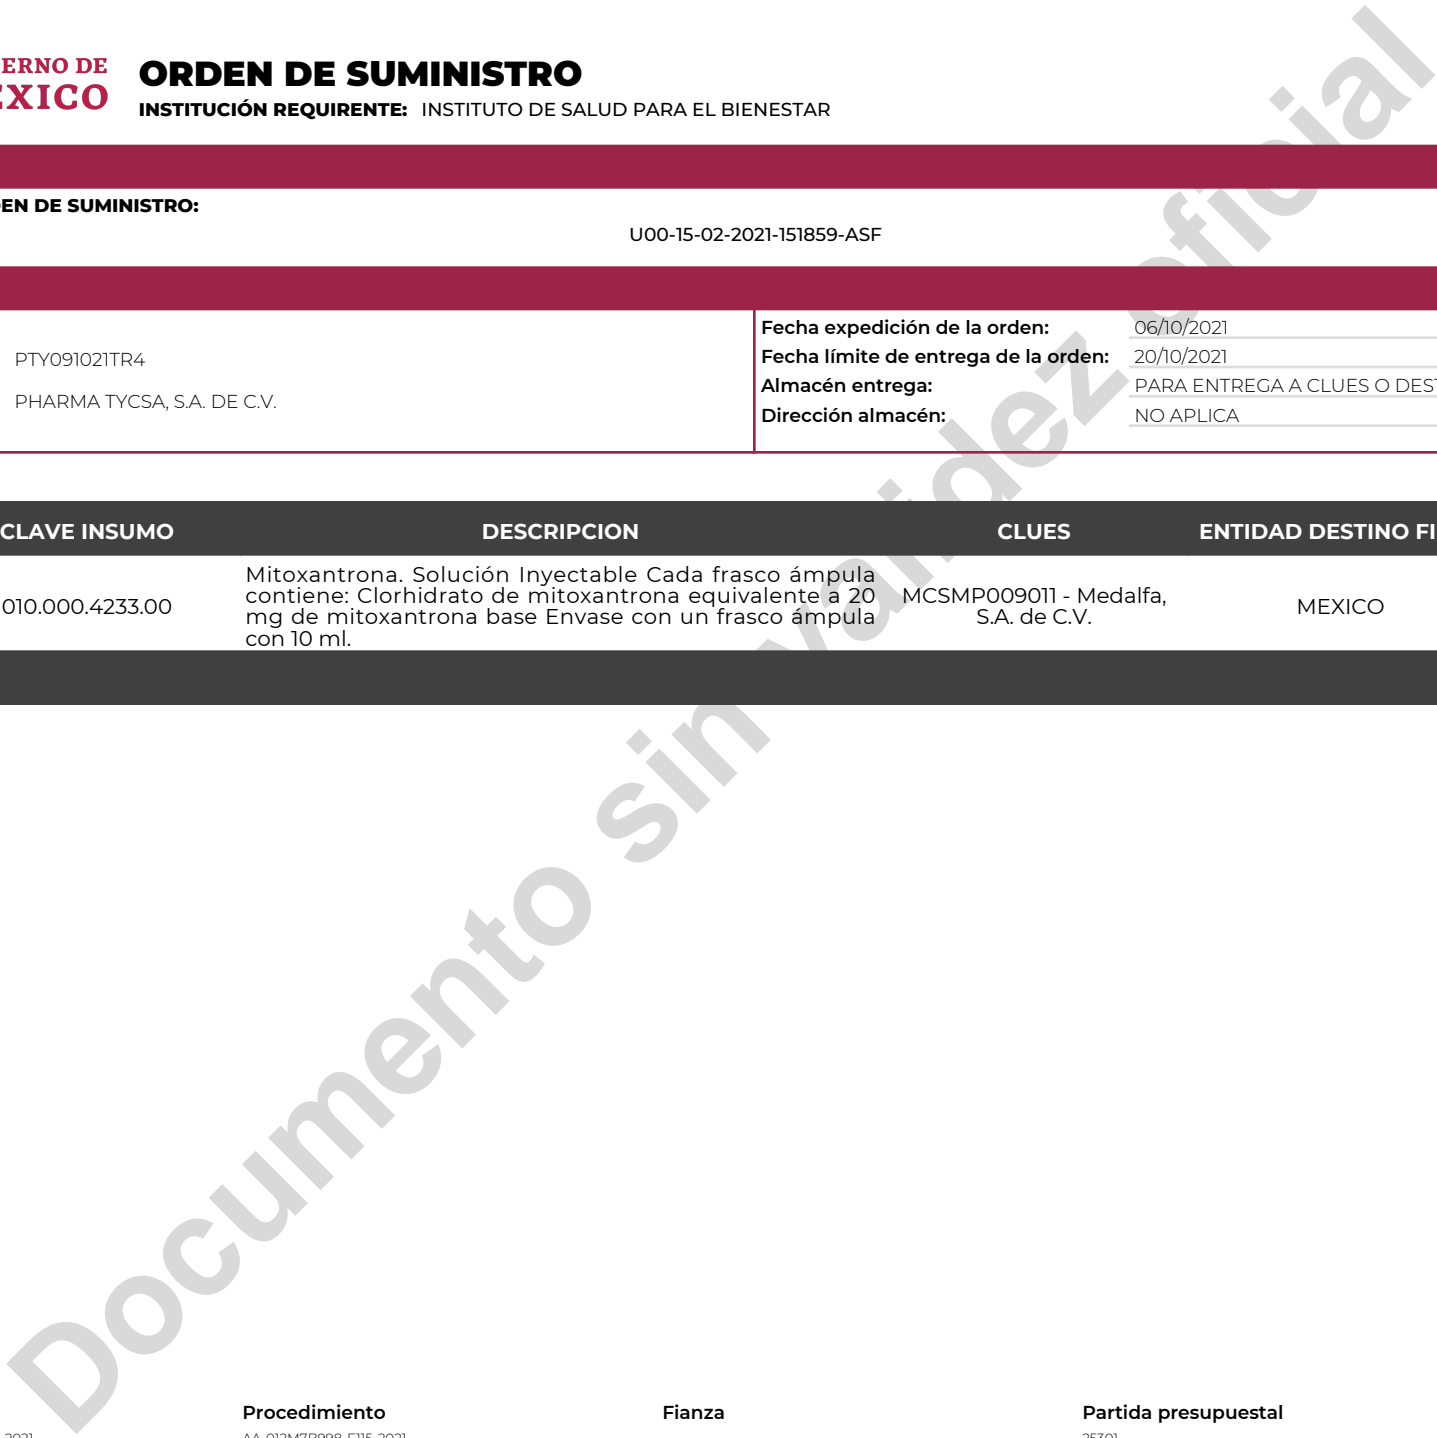 ERNO DE
EXICO
ORDEN DE SUMINISTRO
INSTITUCIÓN REQUIRENTE: INSTITUTO DE SALUD PARA EL BIENESTAR
EN DE SUMINISTRO:
U00-15-02-2021-151859-ASF
PTY091021TR4
PHARMA TYCSA, S.A. DE C.V.
Fecha expedición de la orden: 06/10/2021
Fecha límite de entrega de la orden: 20/10/2021
Almacén entrega: PARA ENTREGA A CLUES O DEST
Dirección almacén: NO APLICA
CLAVE INSUMO DESCRIPCION CLUES ENTIDAD DESTINO FI
010.000.4233.00
Mitoxantrona. Solución Inyectable Cada frasco ámpula
contiene: Clorhidrato de mitoxantrona equivalente a 20
mg de mitoxantrona base Envase con un frasco ámpula
con 10 ml.
MCSMP009011 - Medalfa,
S.A. de C.V.
MEXICO
Documento sin validez oficial
Procedimiento Fianza Partida presupuestal